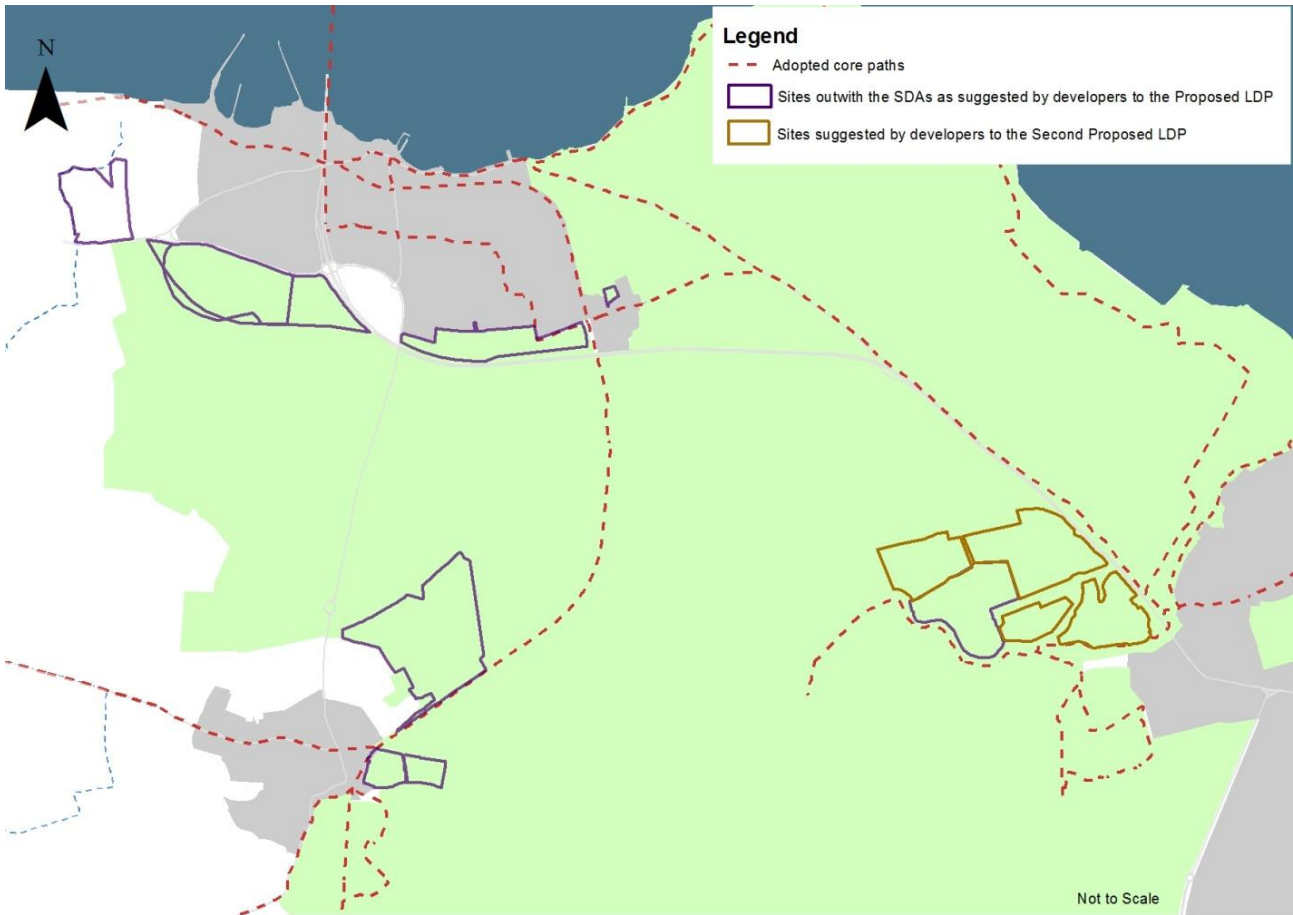 N
Legend
Adopted core paths
Sites outwith the SDAs as suggested by developers to the Proposed LDP
Sites suggested by developers to the Second Proposed LDP
Not to Scale